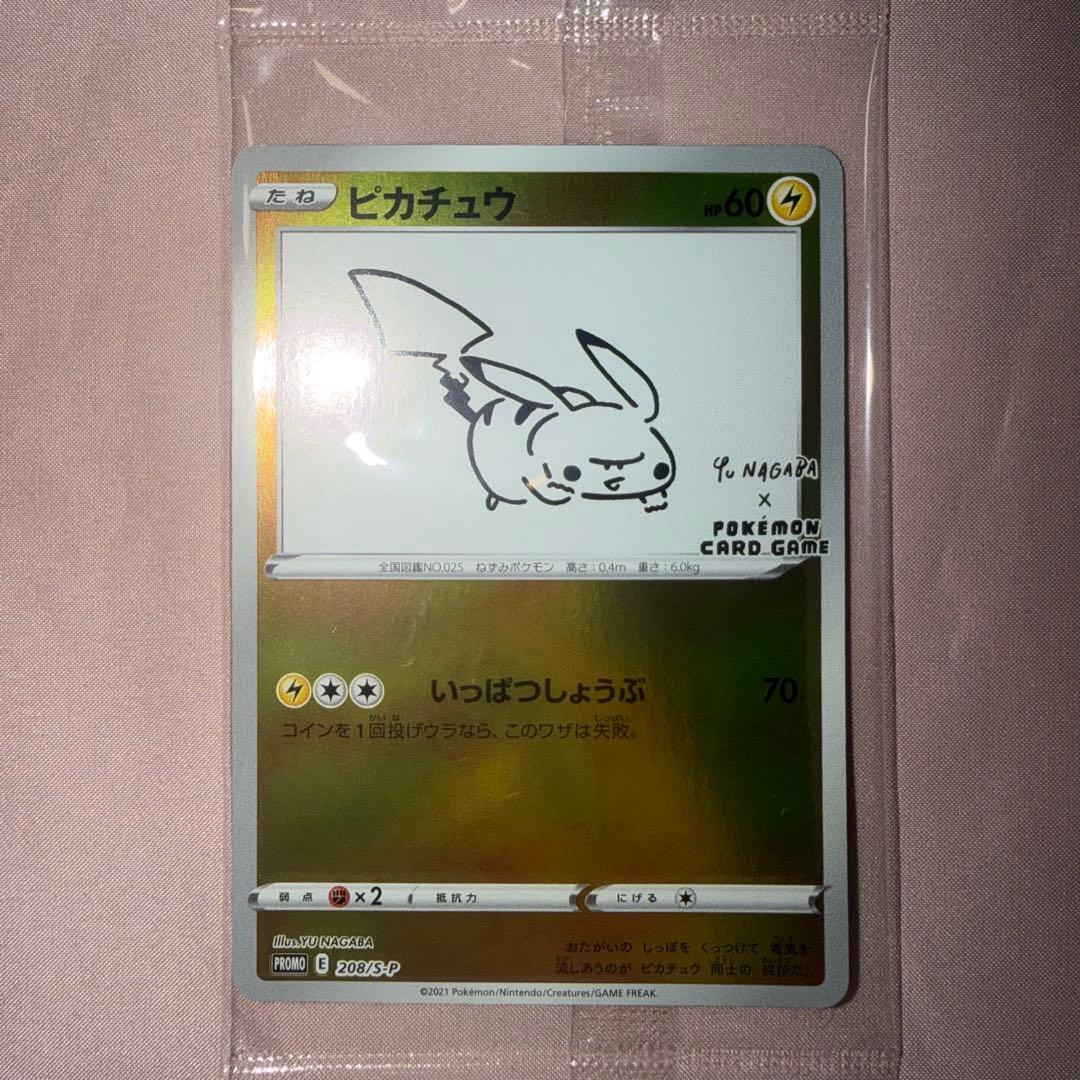 たね ピカチュウ HP60
Yu NAGABA
×
POKÉMON
CARD GAME
全国図鑑NO.025 ねずみポケモン 高さ:0.4m 重さ:6.0kg
いっぱつしょうぶ 70
コインを1回投げウラなら、このワザは失敗。
弱点 ×2 抵抗力 にげる
Illus.YU NAGABA
PROMO E 208/S-P
おたがいの しっぽを くっつけて 電気を
流しあうのが ピカチュウ 同士の 挨拶だ。
©2021 Pokémon/Nintendo/Creatures/GAME FREAK.